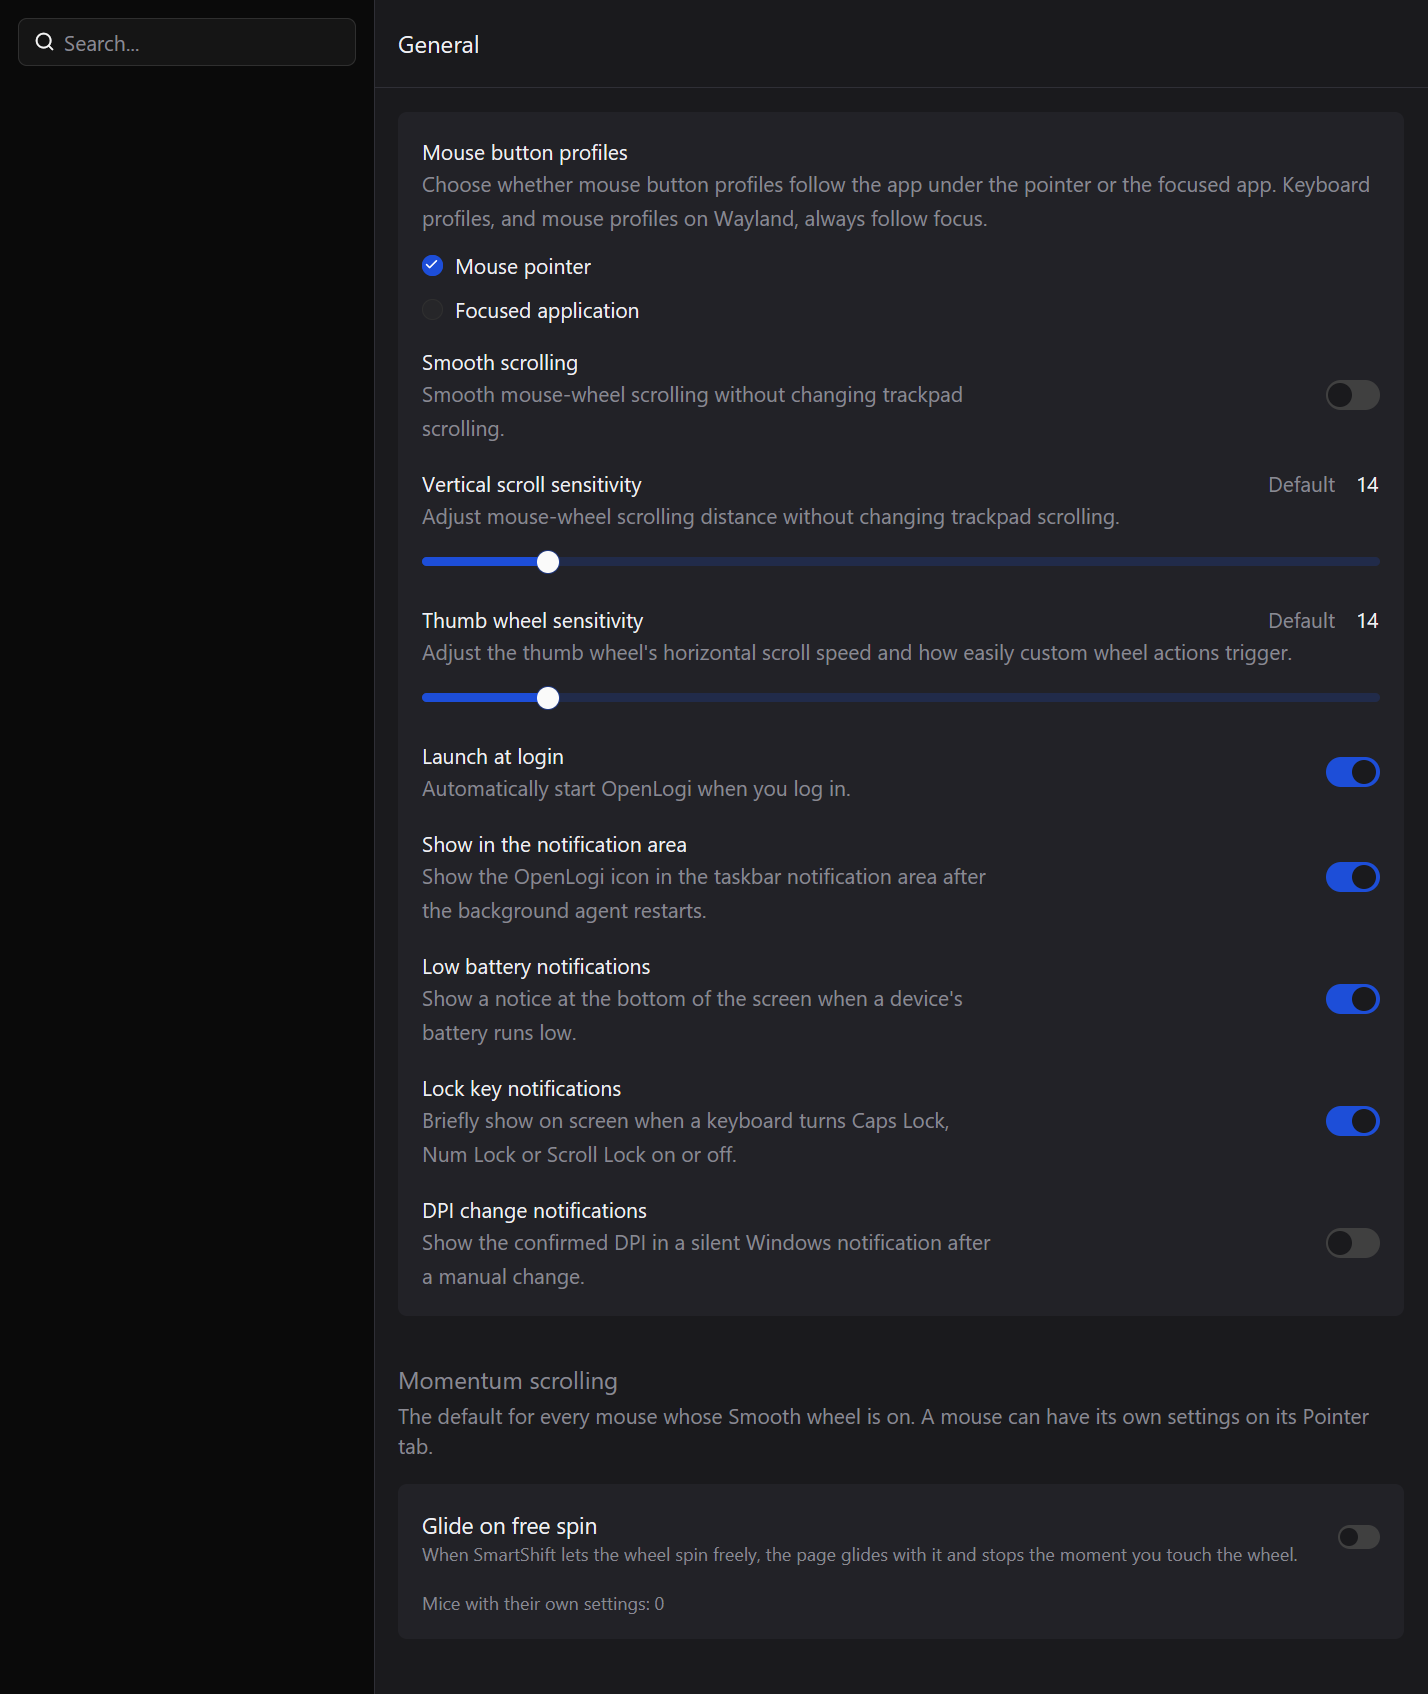 Search...
General
Mouse button profiles
Choose whether mouse button profiles follow the app under the pointer or the focused app. Keyboard
profiles, and mouse profiles on Wayland, always follow focus.
Mouse pointer
Focused application
Smooth scrolling
Smooth mouse-wheel scrolling without changing trackpad
scrolling.
Vertical scroll sensitivity Default 14
Adjust mouse-wheel scrolling distance without changing trackpad scrolling.
Thumb wheel sensitivity Default 14
Adjust the thumb wheel's horizontal scroll speed and how easily custom wheel actions trigger.
Launch at login
Automatically start OpenLogi when you log in.
Show in the notification area
Show the OpenLogi icon in the taskbar notification area after
the background agent restarts.
Low battery notifications
Show a notice at the bottom of the screen when a device's
battery runs low.
Lock key notifications
Briefly show on screen when a keyboard turns Caps Lock,
Num Lock or Scroll Lock on or off.
DPI change notifications
Show the confirmed DPI in a silent Windows notification after
a manual change.
Momentum scrolling
The default for every mouse whose Smooth wheel is on. A mouse can have its own settings on its Pointer
tab.
Glide on free spin
When SmartShift lets the wheel spin freely, the page glides with it and stops the moment you touch the wheel.
Mice with their own settings: 0